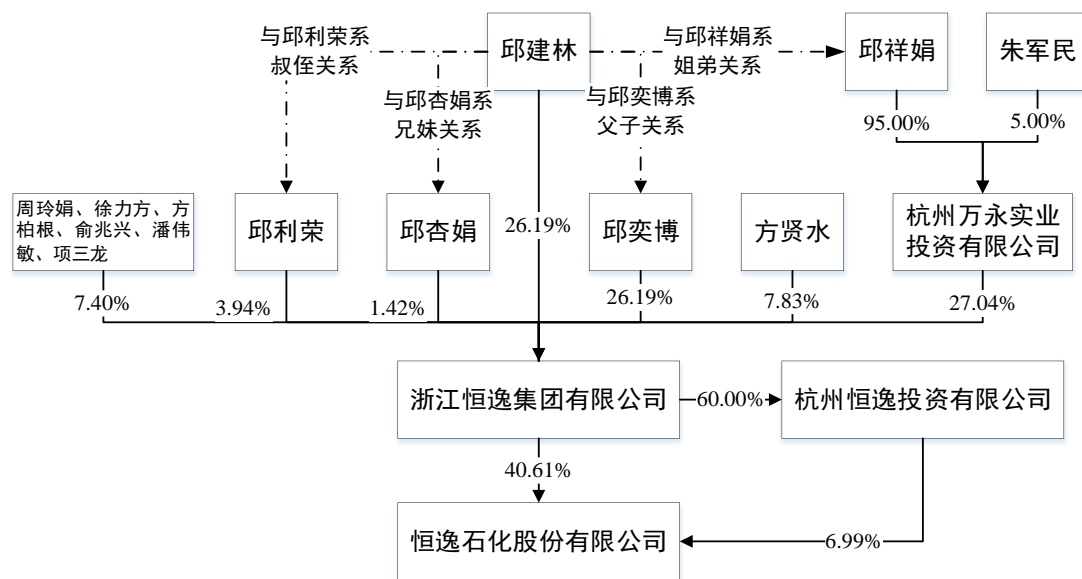 与邱利荣系
叔侄关系
邱建林
与邱祥娟系
姐弟关系
邱祥娟
朱军民
与邱杏娟系
兄妹关系
与邱奕博系
父子关系
95.00%
5.00%
周玲娟、徐力方、方
柏根、俞兆兴、潘伟
敏、项三龙
邱利荣
邱杏娟
26.19%
邱奕博
方贤水
杭州万永实业
投资有限公司
7.40%
3.94%
1.42%
26.19%
7.83%
27.04%
浙江恒逸集团有限公司
60.00%
杭州恒逸投资有限公司
40.61%
恒逸石化股份有限公司
6.99%